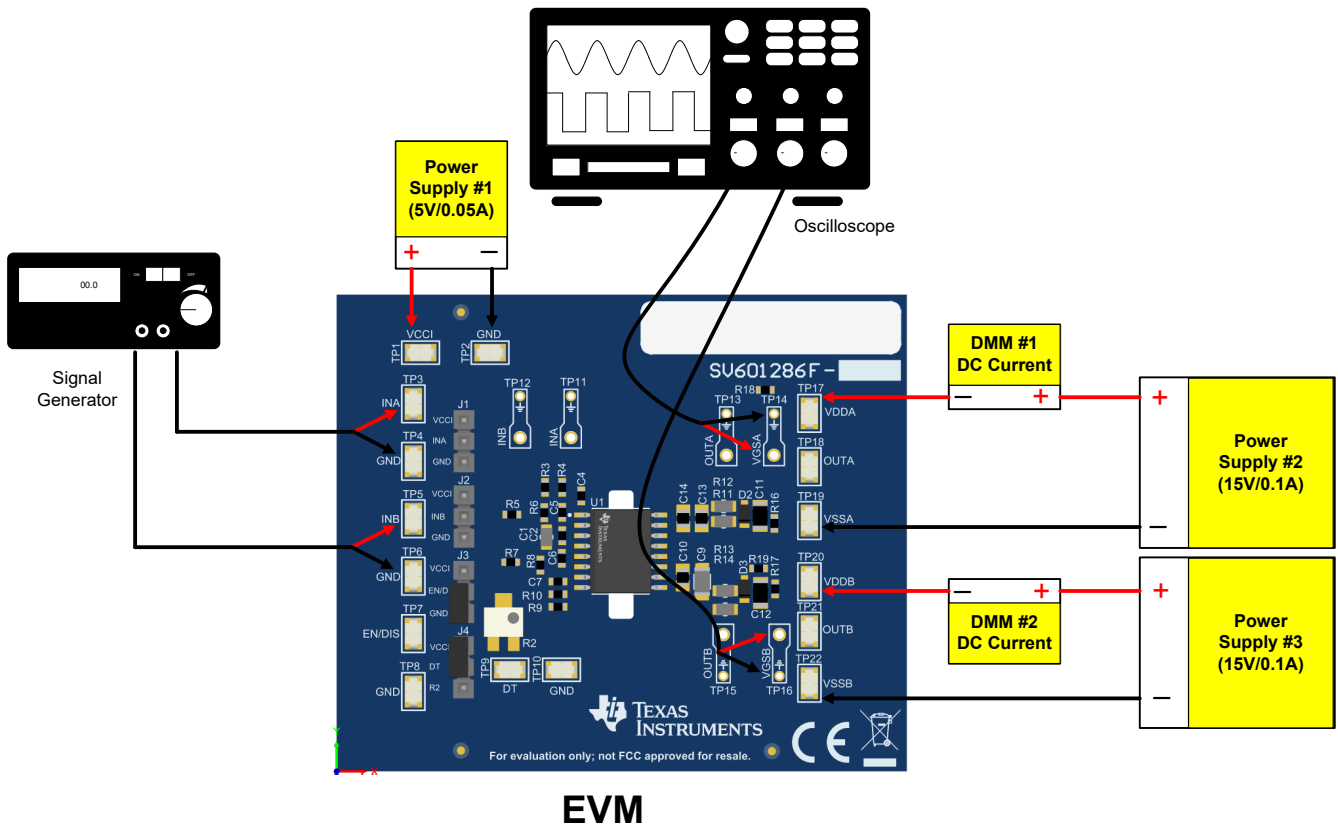 Power
Supply #1
(5V/0.05A)
+ −
Oscilloscope
ON OFF
00.0
Signal
Generator
VCCI
TP1
GND
TP2
SV601286F-
TP3
INA
TP4
GND
TP5
INB
TP6
GND
TP7
EN/DIS
TP8
GND
J1
VCCI
INA
GND
J2
VCCI
INB
GND
J3
VCCI
EN/D
GND
J4
VCCI
DT
R2
TP12
INB
TP11
INA
R3
R4
C4
R5
R6
C5
C1
C2
R7
R8
C6
C7
R10
R9
R2
TP9
DT
TP10
GND
U1
TEXAS
INSTRUMENTS
R18
TP13
TP14
OUTA
VGSA
C14
C13
R12
R11
D2
C11
R16
C10
C9
R13
R14
D3
R19
R17
C12
OUTB
VGSB
TP15
TP16
TP17
VDDA
TP18
OUTA
TP19
VSSA
TP20
VDDB
TP21
OUTB
TP22
VSSB
DMM #1
DC Current
− +
DMM #2
DC Current
− +
+
Power
Supply #2
(15V/0.1A)
−
+
Power
Supply #3
(15V/0.1A)
−
TEXAS
INSTRUMENTS
CE
For evaluation only; not FCC approved for resale.
Y
X
EVM